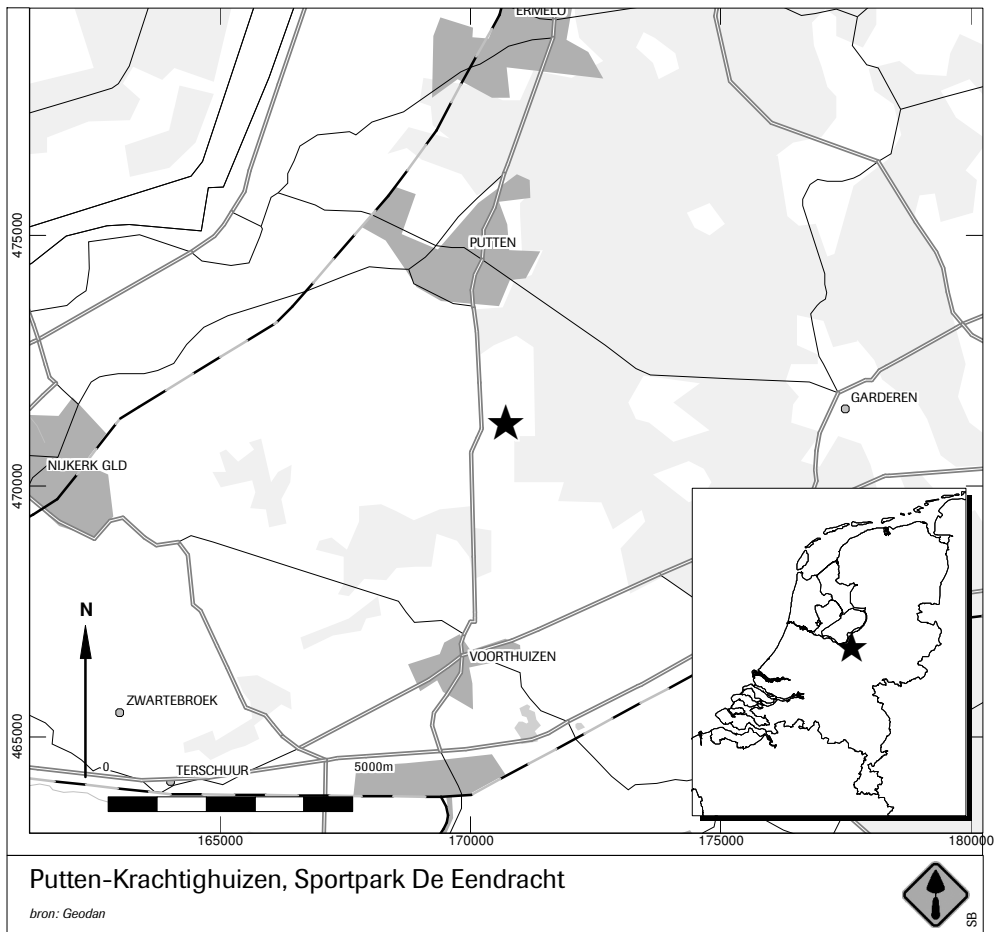 ERMELO
475000
PUTTEN
GARDEREN
NIJKERK GLD
470000
N
VOORTHUIZEN
ZWARTEBROEK
465000
0
TERSCHUUR
5000m
165000
170000
175000
180000
Putten-Krachtighuizen, Sportpark De Eendracht
bron: Geodan
SB